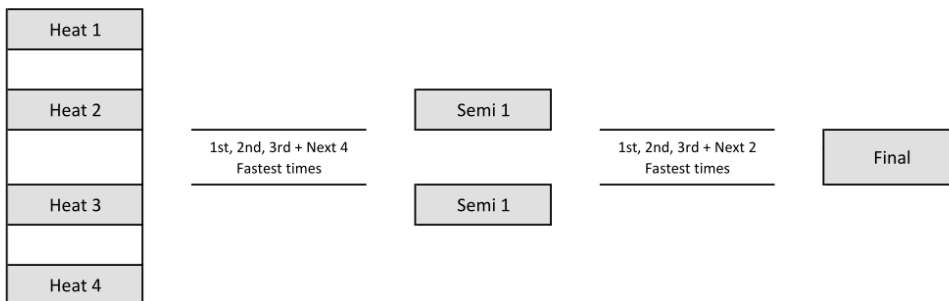 Heat 1
Heat 2
Heat 3
Heat 4
1st, 2nd, 3rd + Next 4
Fastest times
Semi 1
Semi 1
1st, 2nd, 3rd + Next 2
Fastest times
Final